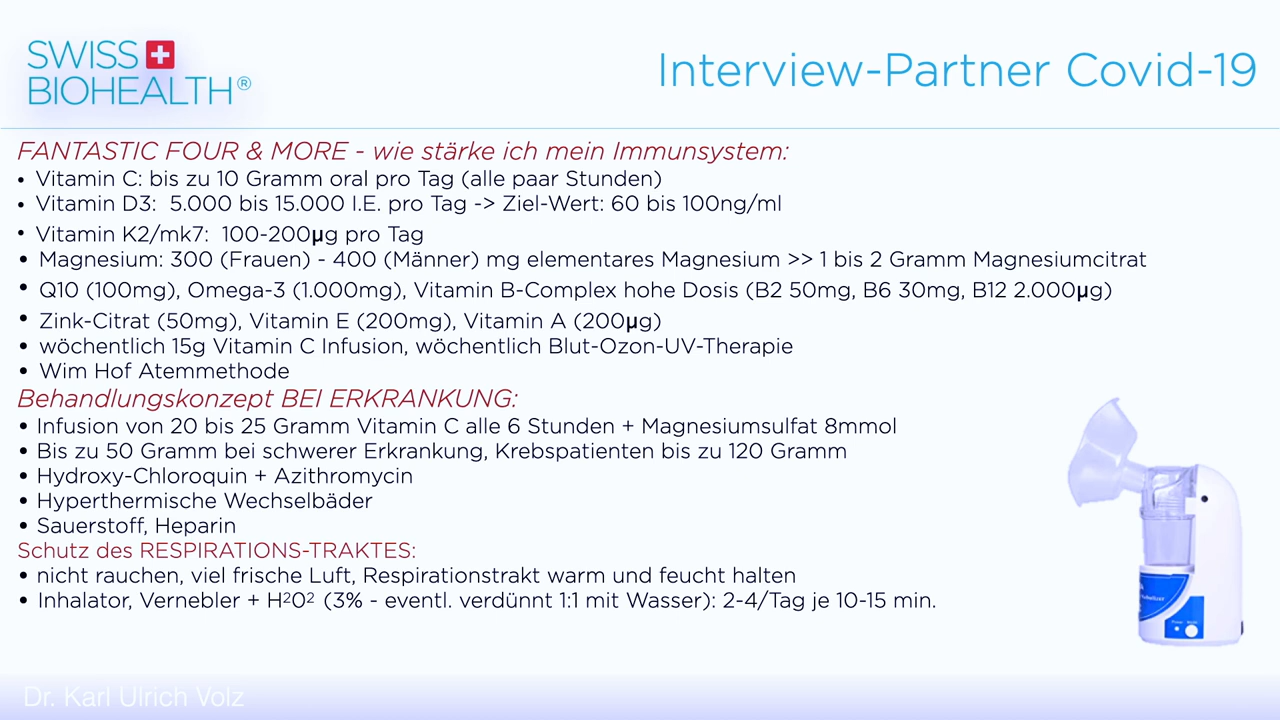 SWISS
BIOHEALTH®
Interview-Partner Covid-19
FANTASTIC FOUR & MORE - wie stärke ich mein Immunsystem:
• Vitamin C: bis zu 10 Gramm oral pro Tag (alle paar Stunden)
• Vitamin D3: 5.000 bis 15.000 I.E. pro Tag -> Ziel-Wert: 60 bis 100ng/ml
• Vitamin K2/mk7: 100-200µg pro Tag
• Magnesium: 300 (Frauen) - 400 (Männer) mg elementares Magnesium >> 1 bis 2 Gramm Magnesiumcitrat
• Q10 (100mg), Omega-3 (1.000mg), Vitamin B-Complex hohe Dosis (B2 50mg, B6 30mg, B12 2.000µg)
• Zink-Citrat (50mg), Vitamin E (200mg), Vitamin A (200µg)
• wöchentlich 15g Vitamin C Infusion, wöchentlich Blut-Ozon-UV-Therapie
• Wim Hof Atemmethode
Behandlungskonzept BEI ERKRANKUNG:
• Infusion von 20 bis 25 Gramm Vitamin C alle 6 Stunden + Magnesiumsulfat 8mmol
• Bis zu 50 Gramm bei schwerer Erkrankung, Krebspatienten bis zu 120 Gramm
• Hydroxy-Chloroquin + Azithromycin
• Hyperthermische Wechselbäder
• Sauerstoff, Heparin
Schutz des RESPIRATIONS-TRAKTES:
• nicht rauchen, viel frische Luft, Respirationstrakt warm und feucht halten
• Inhalator, Vernebler + H²O² (3% - eventl. verdünnt 1:1 mit Wasser): 2-4/Tag je 10-15 min.
Dr. Karl Ulrich Volz